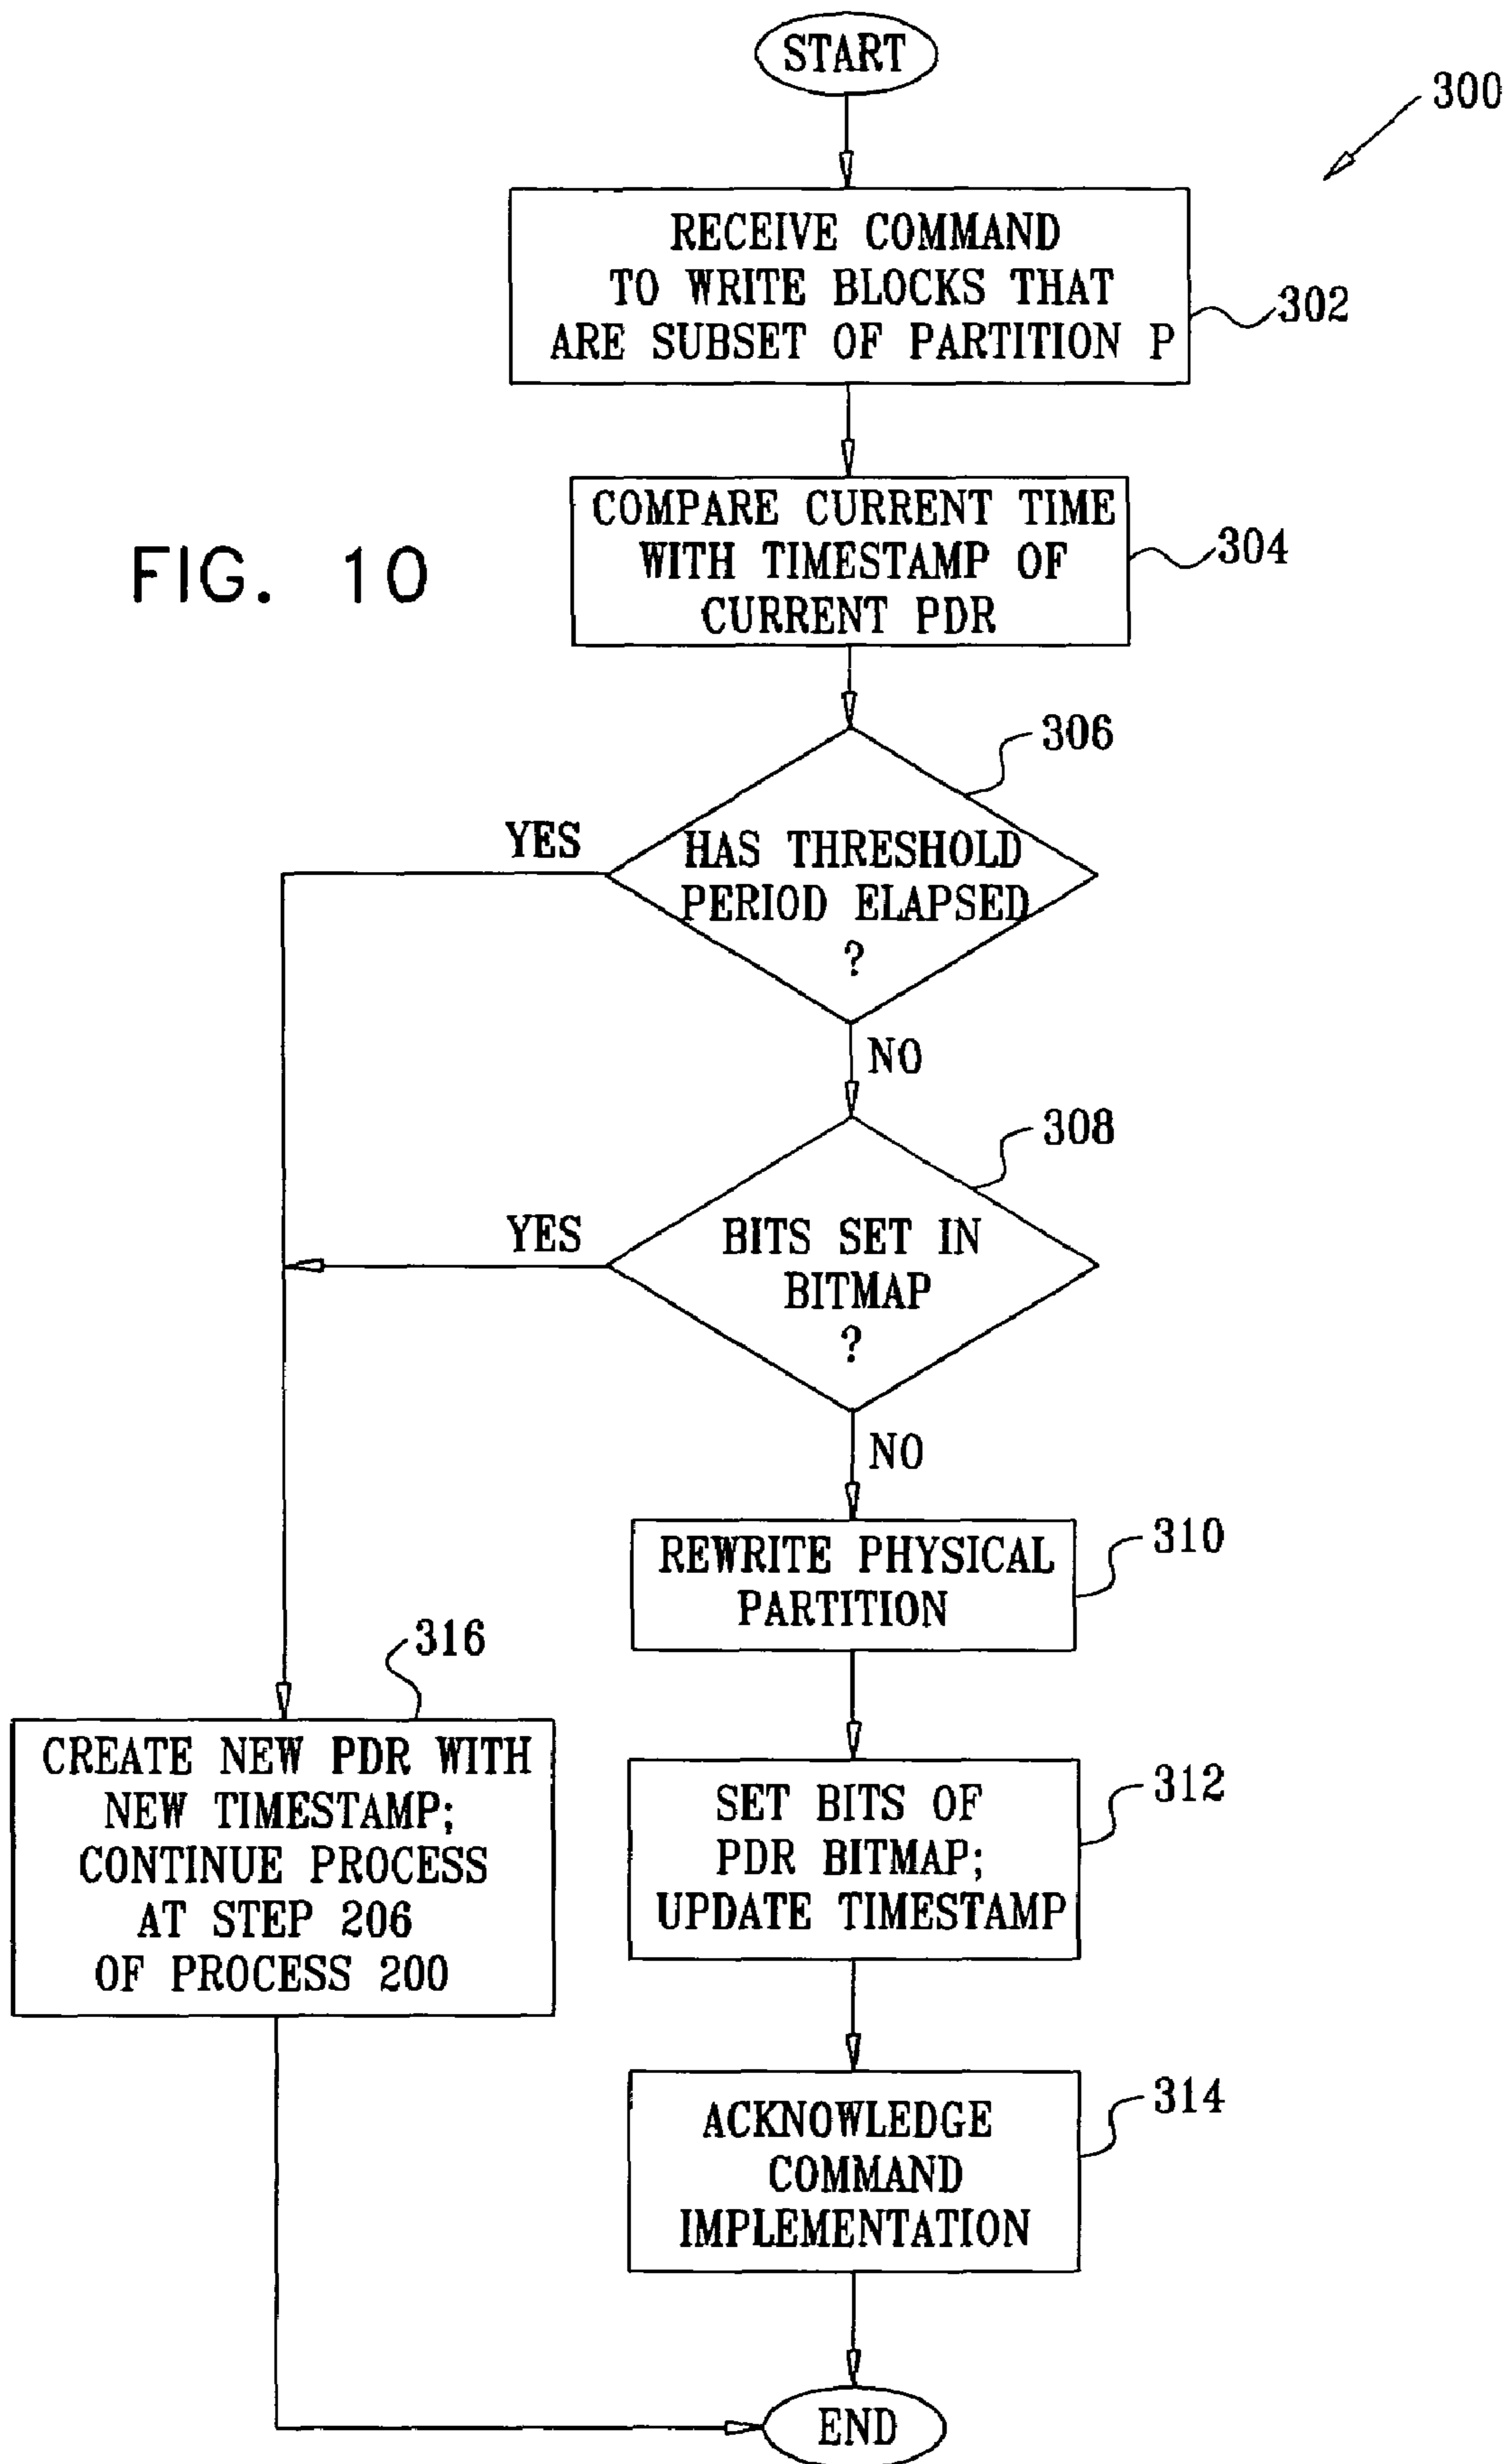 START
300
RECEIVE COMMAND
TO WRITE BLOCKS THAT
ARE SUBSET OF PARTITION P
302
COMPARE CURRENT TIME
WITH TIMESTAMP OF
CURRENT PDR
304
FIG. 10
306
HAS THRESHOLD
PERIOD ELAPSED
?
YES
NO
308
BITS SET IN
BITMAP
?
YES
NO
REWRITE PHYSICAL
PARTITION
310
316
CREATE NEW PDR WITH
NEW TIMESTAMP;
CONTINUE PROCESS
AT STEP 206
OF PROCESS 200
SET BITS OF
PDR BITMAP;
UPDATE TIMESTAMP
312
ACKNOWLEDGE
COMMAND
IMPLEMENTATION
314
END